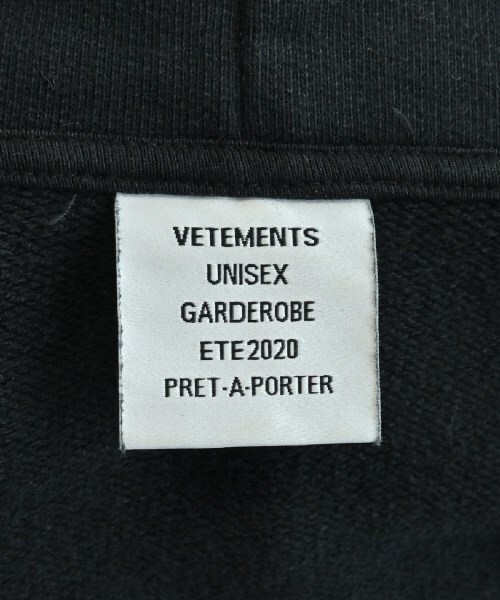 VETEMENTS
UNISEX
GARDEROBE
ETE2020
PRET-A-PORTER